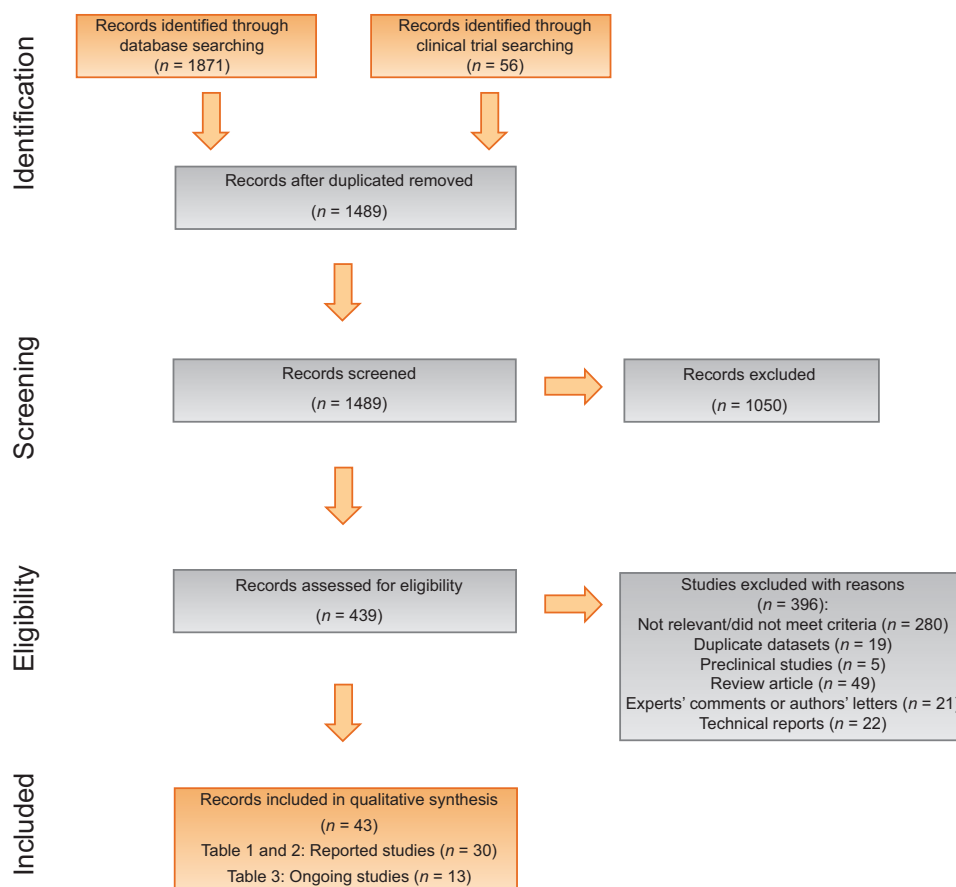 Identification
Records identified through
database searching
(n = 1871)
Records identified through
clinical trial searching
(n = 56)
Records after duplicated removed
(n = 1489)
Screening
Records screened
(n = 1489)
Records excluded
(n = 1050)
Eligibility
Records assessed for eligibility
(n = 439)
Studies excluded with reasons
(n = 396):
Not relevant/did not meet criteria (n = 280)
Duplicate datasets (n = 19)
Preclinical studies (n = 5)
Review article (n = 49)
Experts' comments or authors' letters (n = 21)
Technical reports (n = 22)
Included
Records included in qualitative synthesis
(n = 43)
Table 1 and 2: Reported studies (n = 30)
Table 3: Ongoing studies (n = 13)